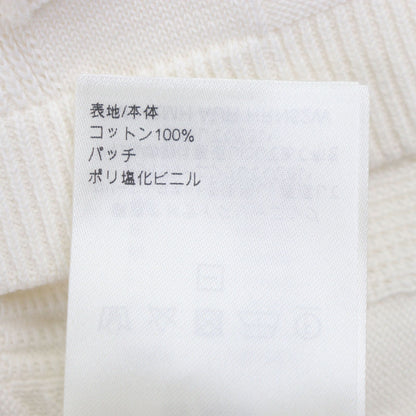 表地/本体
コットン100%
パッチ
ポリ塩化ビニル